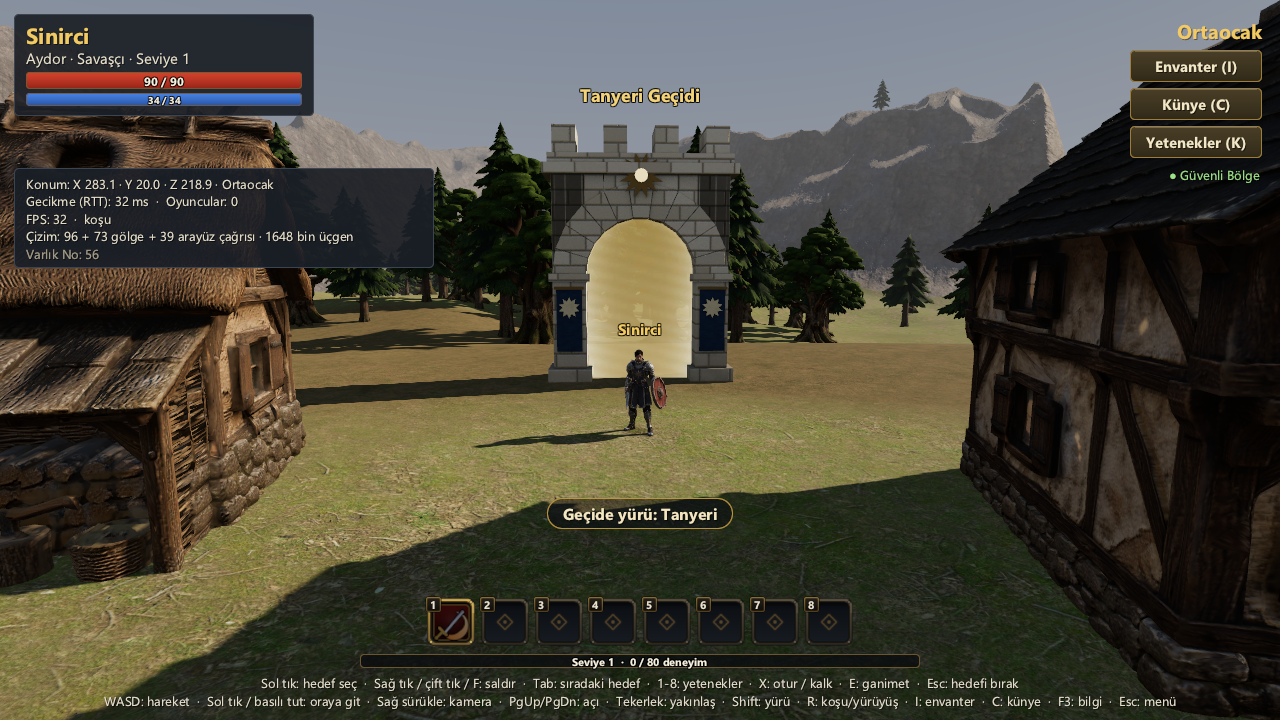 Sinirci
Aydor · Savaşçı · Seviye 1
90 / 90
34 / 34
Ortaocak
Envanter (I)
Künye (C)
Yetenekler (K)
● Güvenli Bölge
Tanyeri Geçidi
Konum: X 283.1 · Y 20.0 · Z 218.9 · Ortaocak
Gecikme (RTT): 32 ms · Oyuncular: 0
FPS: 32 · koşu
Çizim: 96 + 73 gölge + 39 arayüz çağrısı · 1648 bin üçgen
Varlık No: 56
Sinirci
Geçide yürü: Tanyeri
1 2 3 4 5 6 7 8
Seviye 1 · 0 / 80 deneyim
Sol tık: hedef seç · Sağ tık / çift tık / F: saldır · Tab: sıradaki hedef · 1-8: yetenekler · X: otur / kalk · E: ganimet · Esc: hedefi bırak
WASD: hareket · Sol tık / basılı tut: oraya git · Sağ sürükle: kamera · PgUp/PgDn: açı · Tekerlek: yakınlaş · Shift: yürü · R: koşu/yürüyüş · I: envanter · C: künye · F3: bilgi · Esc: menü